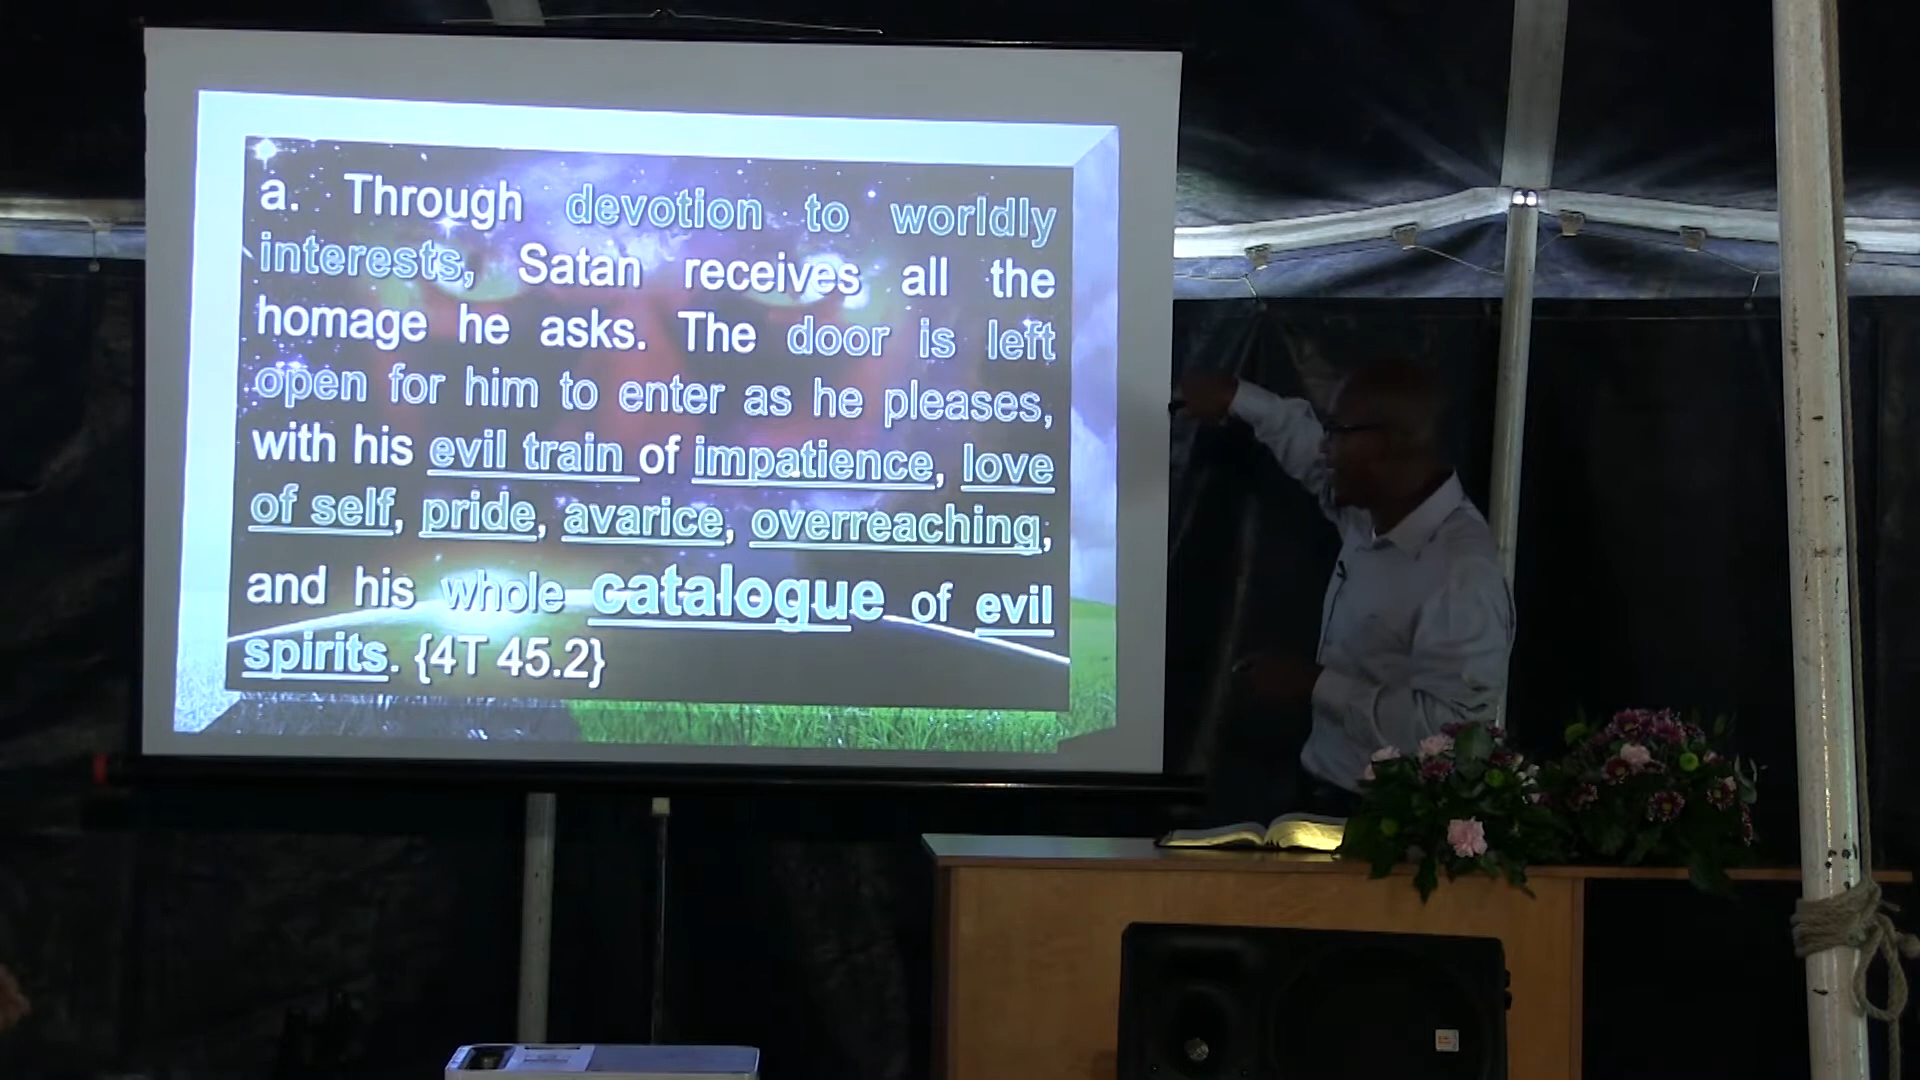 a. Through devotion to worldly
interests, Satan receives all the
homage he asks. The door is left
open for him to enter as he pleases,
with his evil train of impatience, love
of self, pride, avarice, overreaching,
and his whole catalogue of evil
spirits. {4T 45.2}